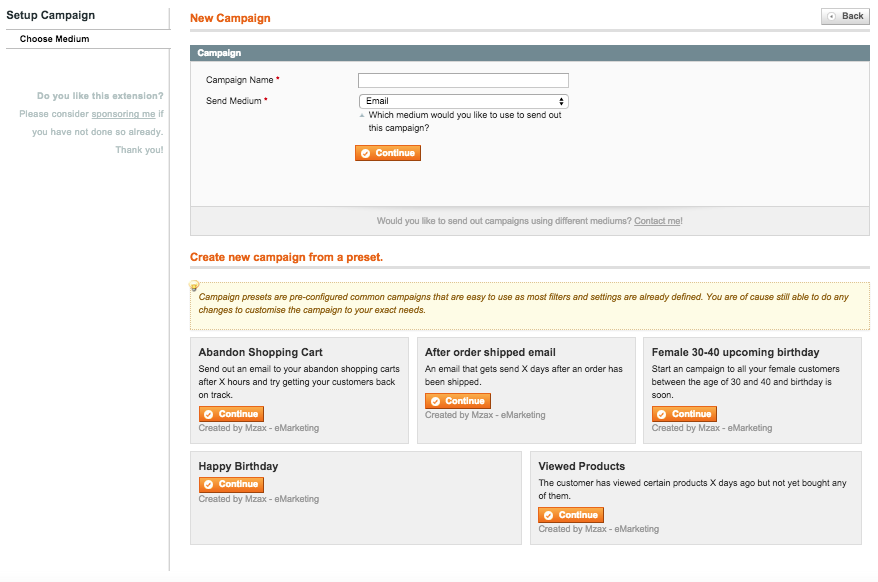 Setup Campaign
Choose Medium
Do you like this extension?
Please consider sponsoring me if
you have not done so already.
Thank you!
New Campaign
Back
Campaign
Campaign Name *
Send Medium *
Email
Which medium would you like to use to send out
this campaign?
Continue
Would you like to send out campaigns using different mediums? Contact me!
Create new campaign from a preset.
Campaign presets are pre-configured common campaigns that are easy to use as most filters and settings are already defined. You are of cause still able to do any
changes to customise the campaign to your exact needs.
Abandon Shopping Cart
Send out an email to your abandon shopping carts
after X hours and try getting your customers back
on track.
Continue
Created by Mzax - eMarketing
After order shipped email
An email that gets send X days after an order has
been shipped.
Continue
Created by Mzax - eMarketing
Female 30-40 upcoming birthday
Start an campaign to all your female customers
between the age of 30 and 40 and birthday is
soon.
Continue
Created by Mzax - eMarketing
Happy Birthday
Continue
Created by Mzax - eMarketing
Viewed Products
The customer has viewed certain products X days ago but not yet bought any
of them.
Continue
Created by Mzax - eMarketing